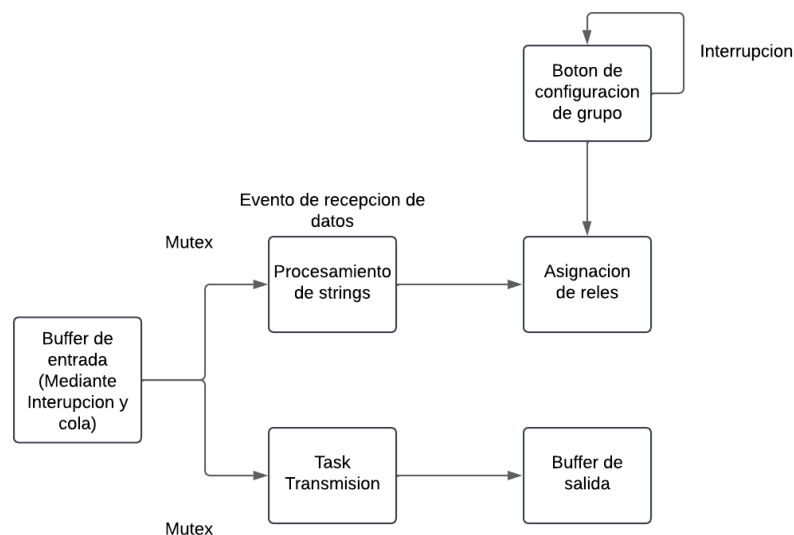 Interrupcion
Boton de
configuracion
de grupo
Evento de recepcion de
datos
Mutex
Procesamiento
de strings
Asignacion
de reles
Buffer de
entrada
(Mediante
Interupcion y
cola)
Task
Transmision
Buffer de
salida
Mutex